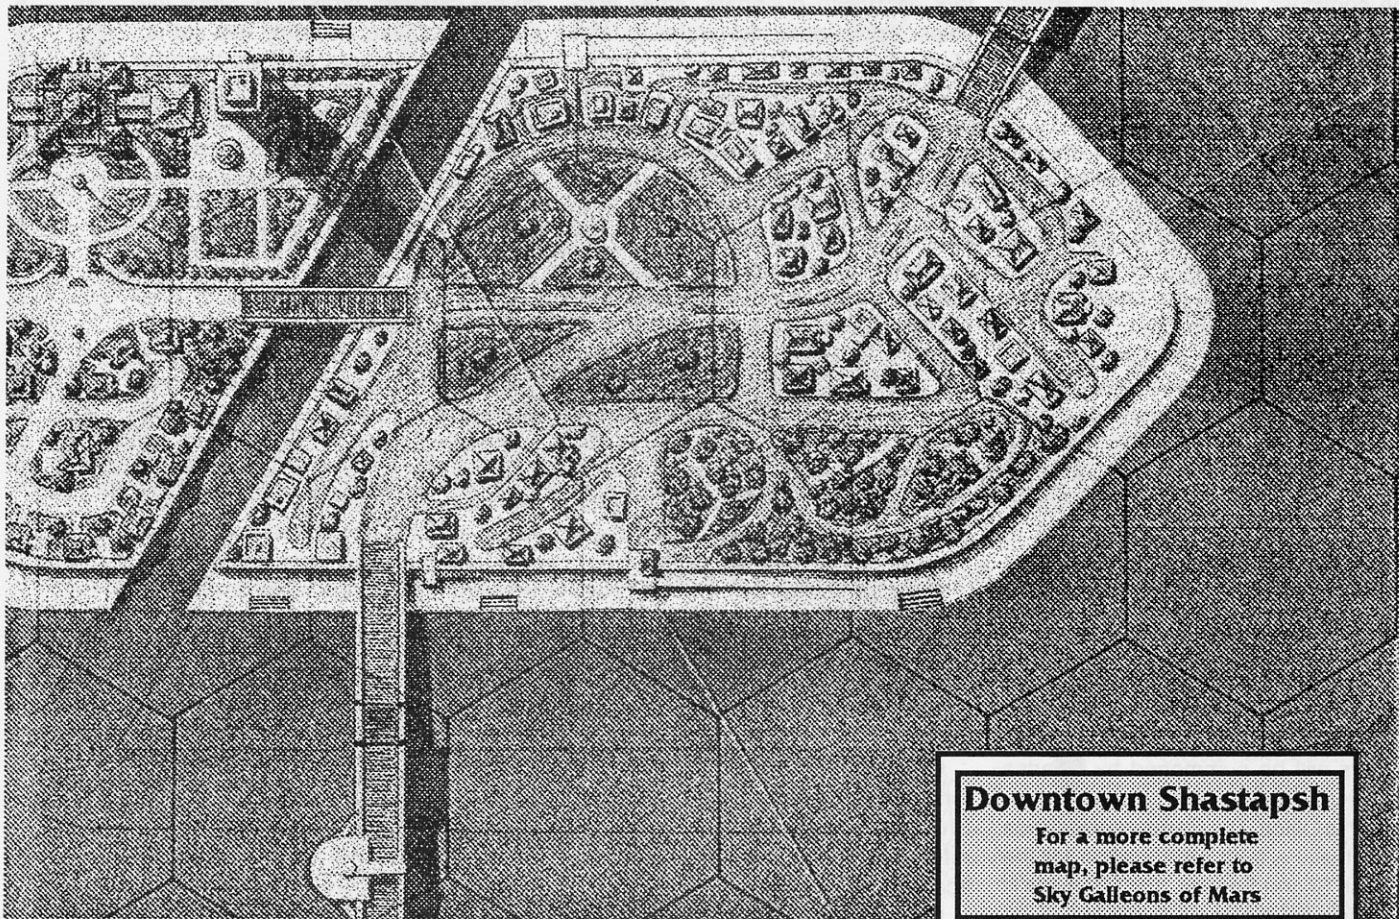 Downtown Shastapsh
For a more complete
map, please refer to
Sky Galleons of Mars